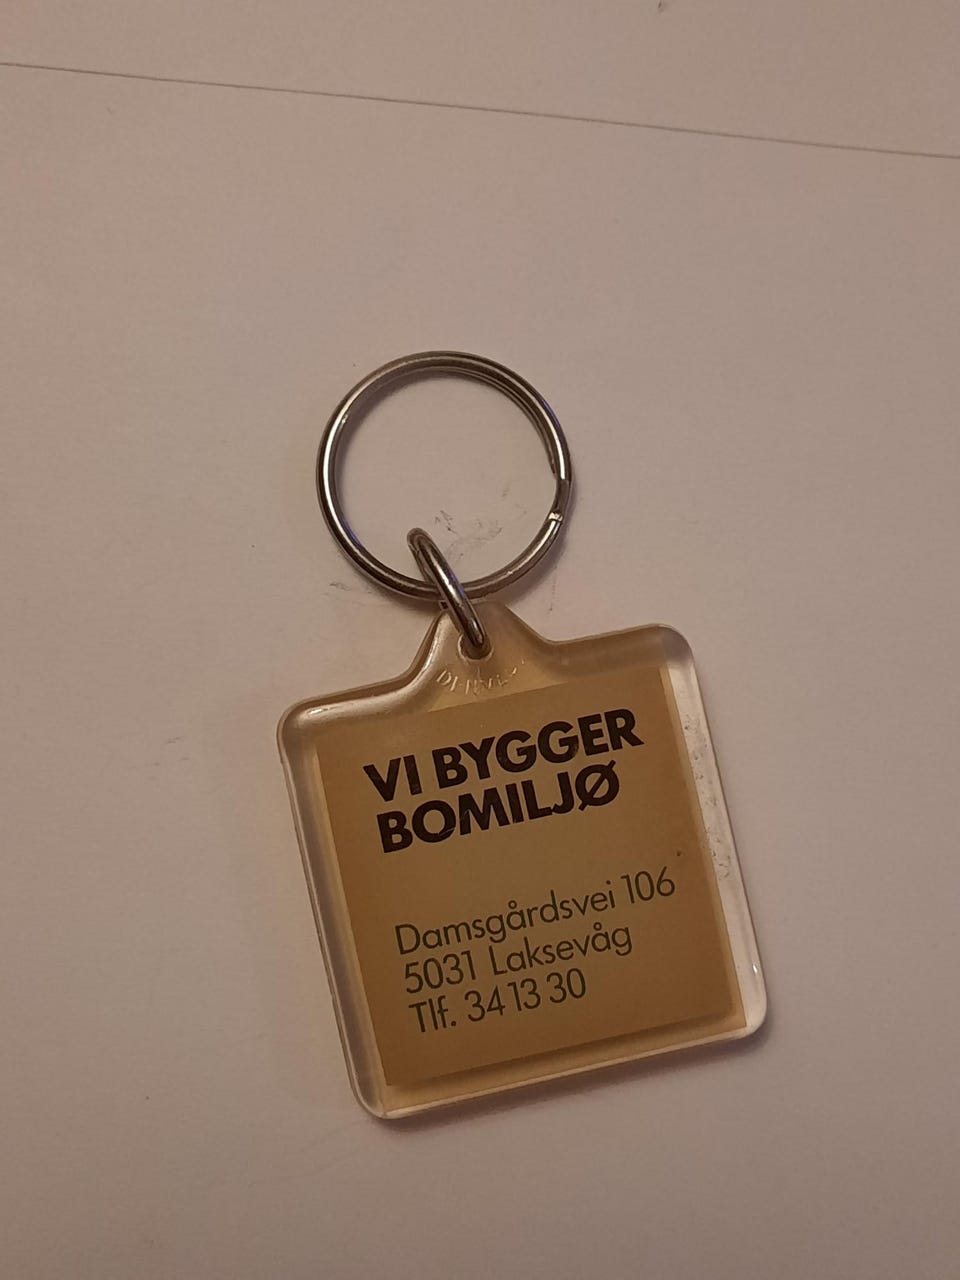 VI BYGGER
BOMILJØ
Damsgårdsvei 106
5031 Laksevåg
Tlf. 34 13 30